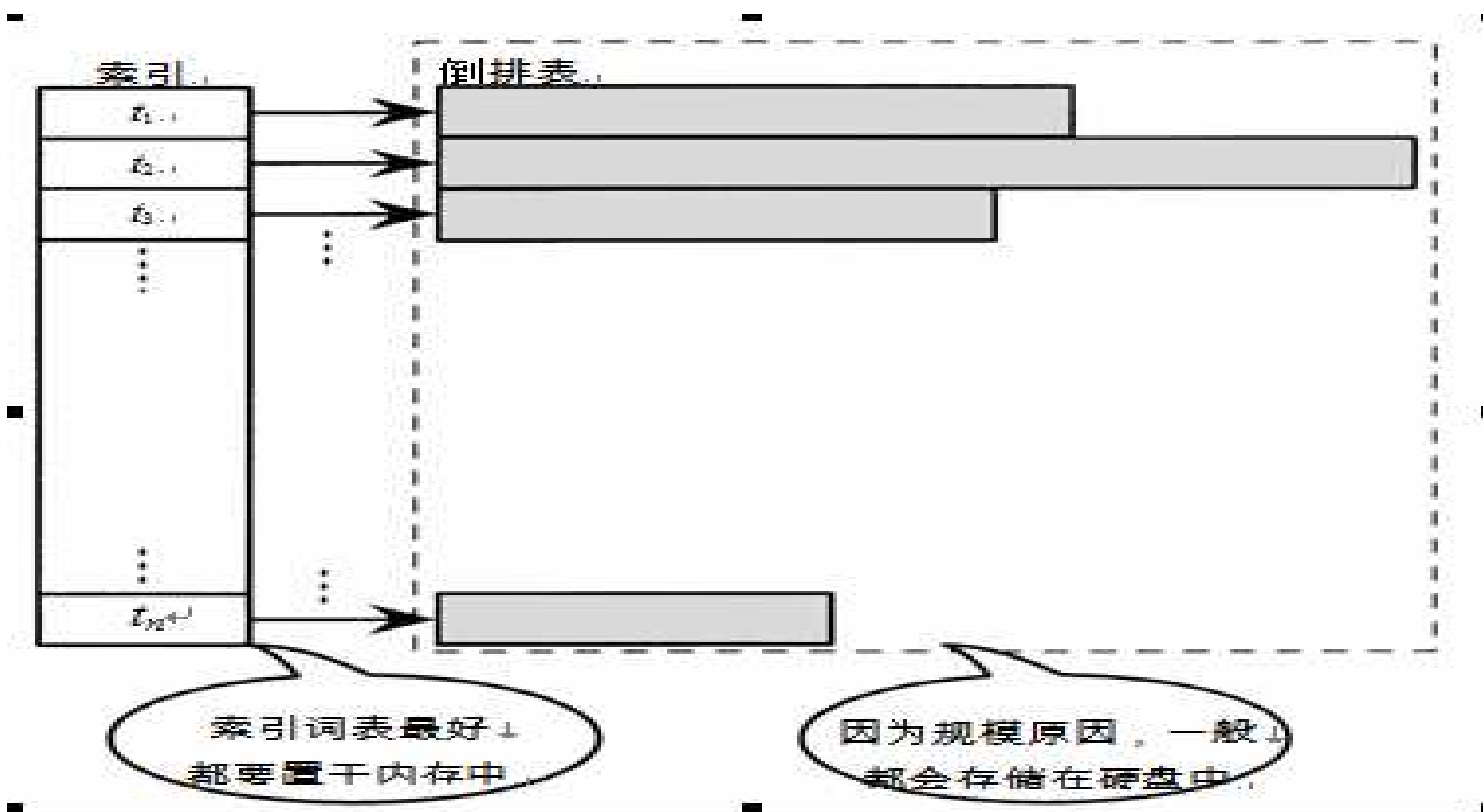 索引
倒排表
t₁
t₂
t₃
⋮
⋮
⋮
⋮
tₙ
索引词表最好
都要置于内存中
因为规模原因，一般
都会存储在硬盘中